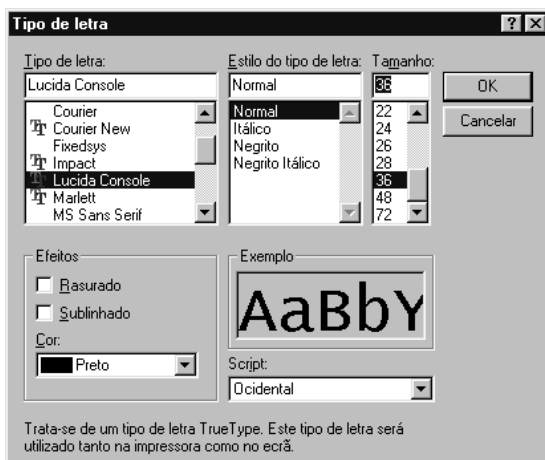 Tipo de letra
Tipo de letra: Estilo do tipo de letra: Tamanho:
Lucida Console Normal 36 OK
Courier Normal 22
Courier New Itálico 24 Cancelar
Fixedsys Negrito 26
Impact Negrito Itálico 28
Lucida Console 36
Marlett 48
MS Sans Serif 72
Efeitos Exemplo
Rasurado
Sublinhado
AaBbY
Cor:
Preto
Script:
Ocidental
Trata-se de um tipo de letra TrueType. Este tipo de letra será
utilizado tanto na impressora como no ecrã.